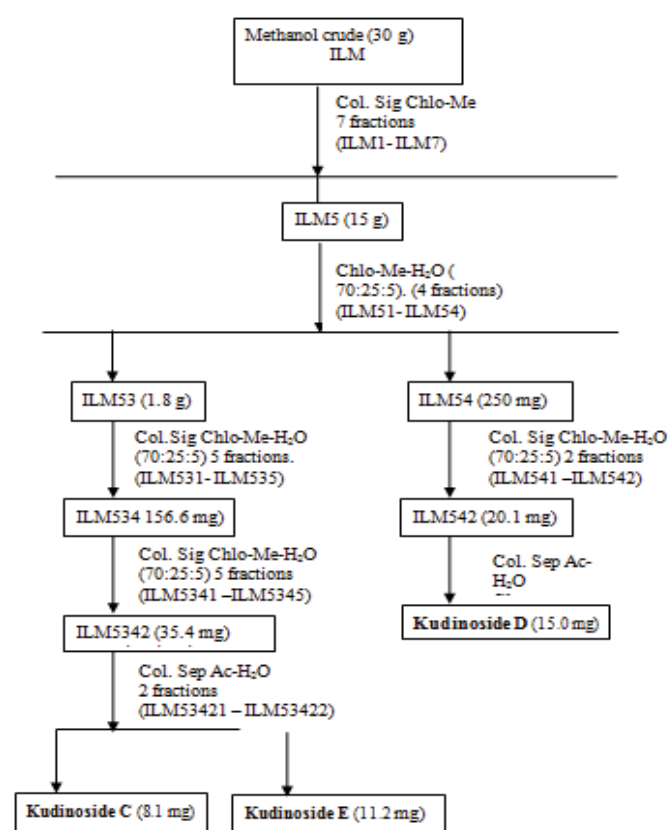 Methanol crude (30 g)
ILM
Col. Sig Chlo-Me
7 fractions
(ILM1- ILM7)
ILM5 (15 g)
Chlo-Me-H₂O (
70:25:5). (4 fractions)
(ILM51- ILM54)
ILM53 (1.8 g)
Col.Sig Chlo-Me-H₂O
(70:25:5) 5 fractions.
(ILM531- ILM535)
ILM534 156.6 mg)
Col. Sig Chlo-Me-H₂O
(70:25:5) 5 fractions
(ILM5341 –ILM5345)
ILM5342 (35.4 mg)
Col. Sep Ac-H₂O
2 fractions
(ILM53421 – ILM53422)
Kudinoside C (8.1 mg)
Kudinoside E (11.2 mg)
ILM54 (250 mg)
Col. Sig Chlo-Me-H₂O
(70:25:5) 2 fractions
(ILM541 –ILM542)
ILM542 (20.1 mg)
Col. Sep Ac-
H₂O
Kudinoside D (15.0 mg)